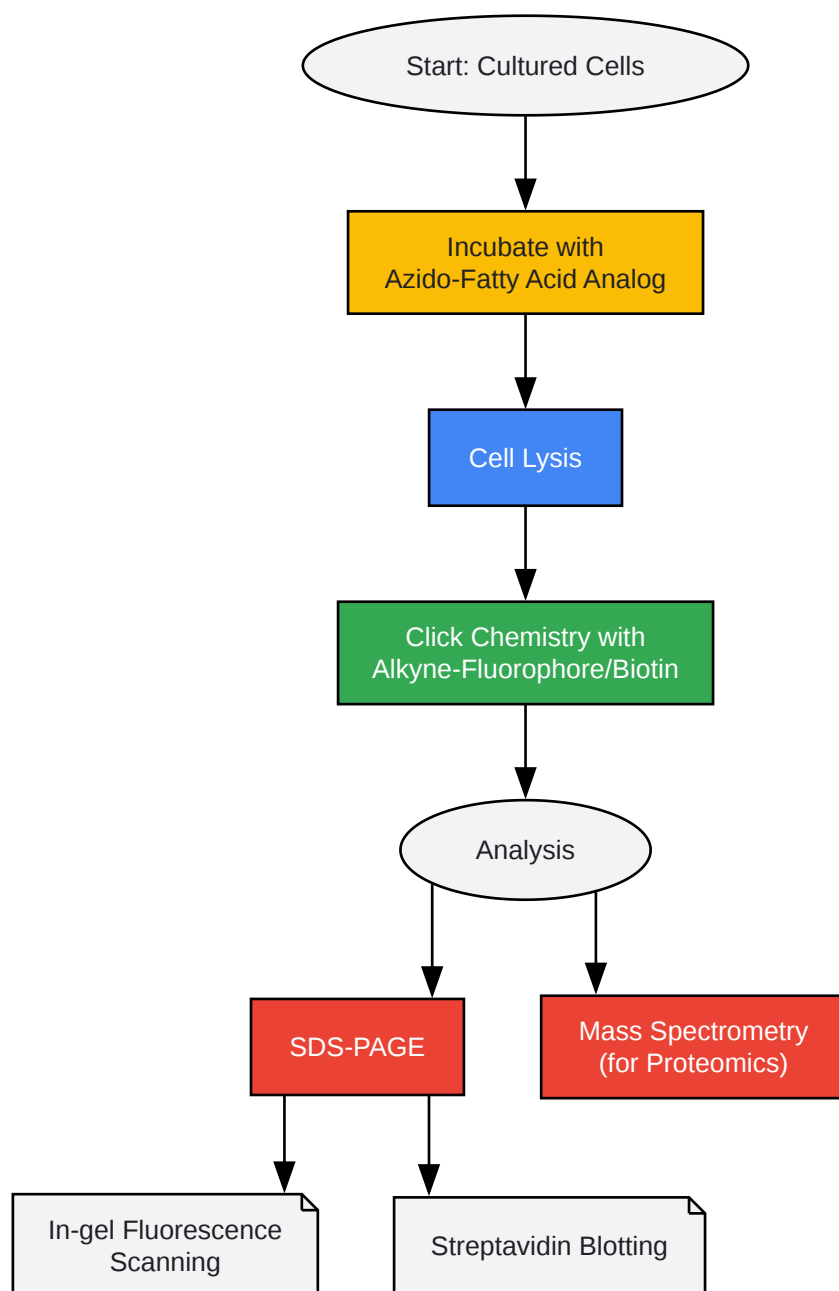 Start: Cultured Cells
Incubate with
Azido-Fatty Acid Analog
Cell Lysis
Click Chemistry with
Alkyne-Fluorophore/Biotin
Analysis
SDS-PAGE
Mass Spectrometry
(for Proteomics)
In-gel Fluorescence
Scanning
Streptavidin Blotting